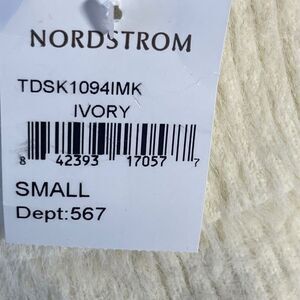 NORDSTROM
TDSK1094IMK
IVORY
8 42393 17057 7
SMALL
Dept:567